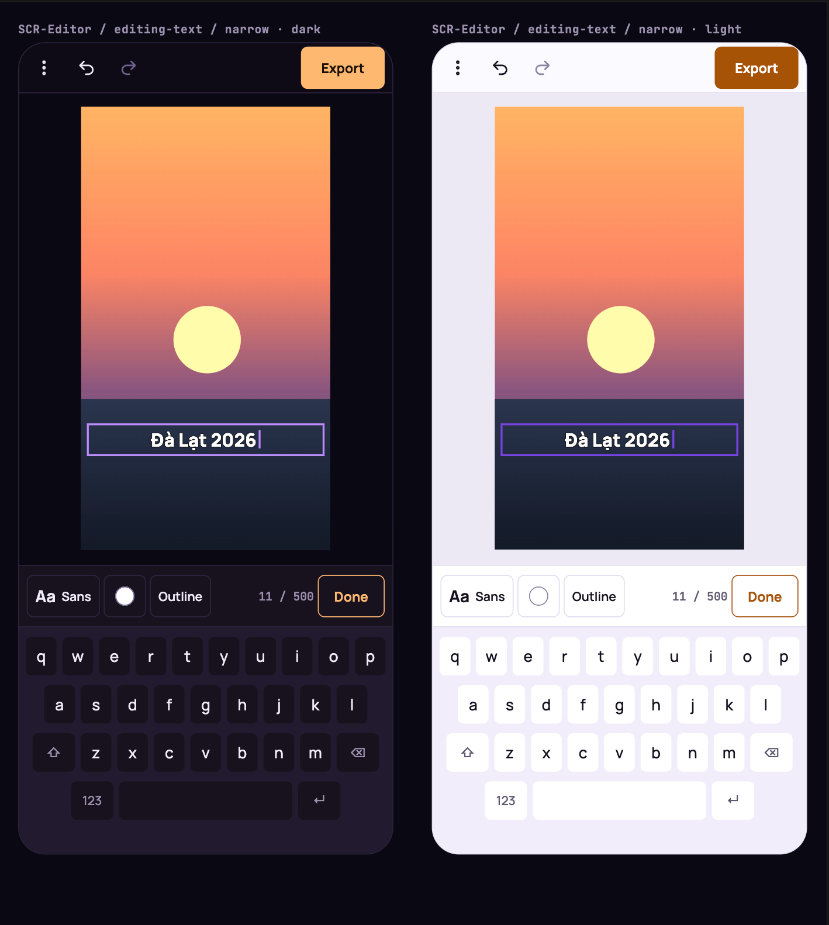 SCR-Editor / editing-text / narrow · dark
Export
Đà Lạt 2026
Aa Sans
Outline
11 / 500
Done
q w e r t y u i o p
a s d f g h j k l
z x c v b n m
123
SCR-Editor / editing-text / narrow · light
Export
Đà Lạt 2026
Aa Sans
Outline
11 / 500
Done
q w e r t y u i o p
a s d f g h j k l
z x c v b n m
123